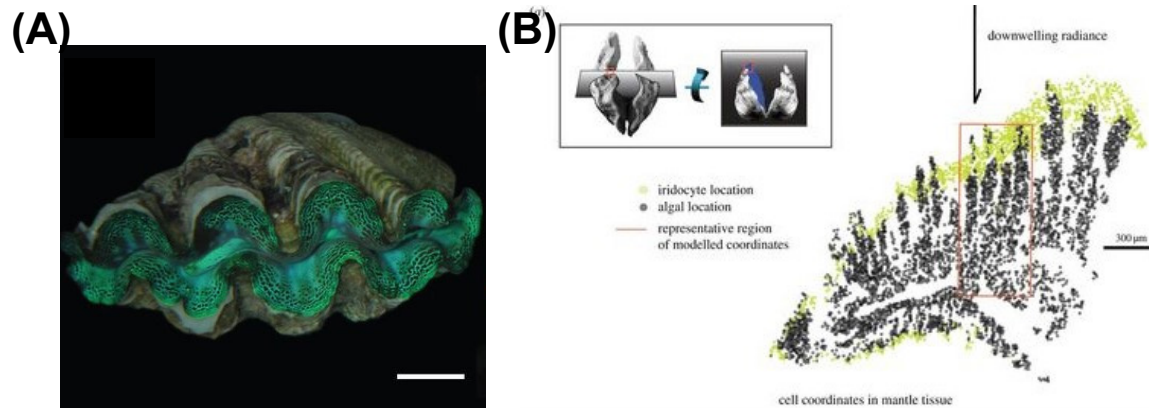 (A)
(B)
(a)
downwelling radiance
iridocyte location
algal location
representative region
of modelled coordinates
300 µm
cell coordinates in mantle tissue